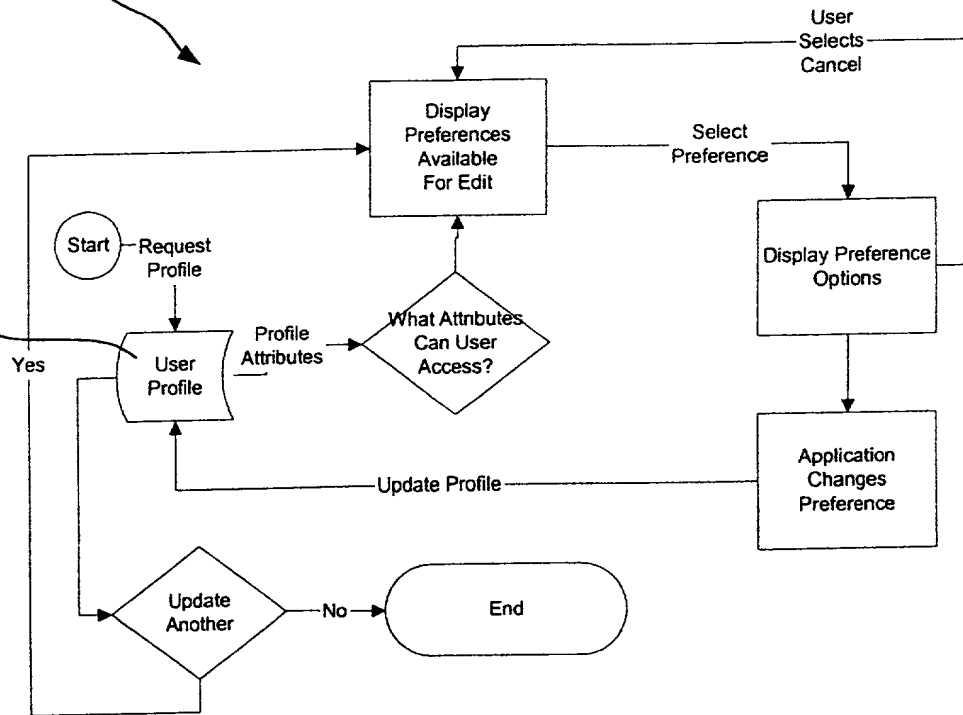 User
Selects
Cancel
Display
Preferences
Available
For Edit
Select
Preference
Start
Request
Profile
Display Preference
Options
What Attributes
Can User
Access?
Profile
Attributes
User
Profile
Yes
Application
Changes
Preference
Update Profile
Update
Another
No
End